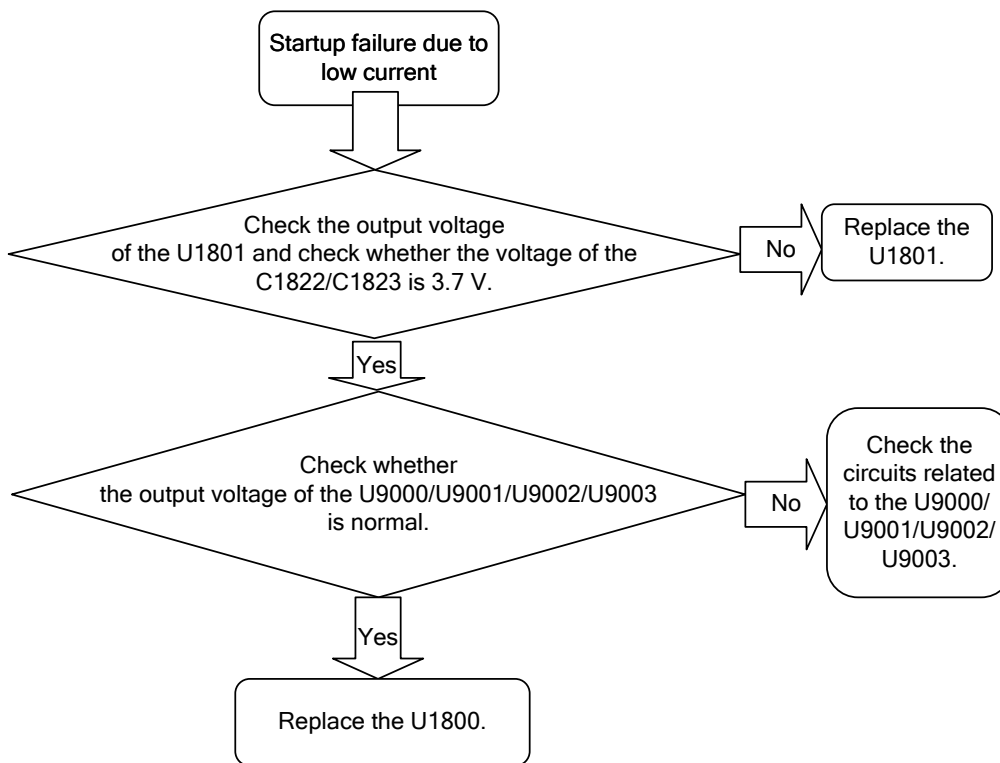 Startup failure due to
low current
Check the output voltage
of the U1801 and check whether the voltage of the
C1822/C1823 is 3.7 V.
No
Replace the
U1801.
Yes
Check whether
the output voltage of the U9000/U9001/U9002/U9003
is normal.
No
Check the
circuits related
to the U9000/
U9001/U9002/
U9003.
Yes
Replace the U1800.